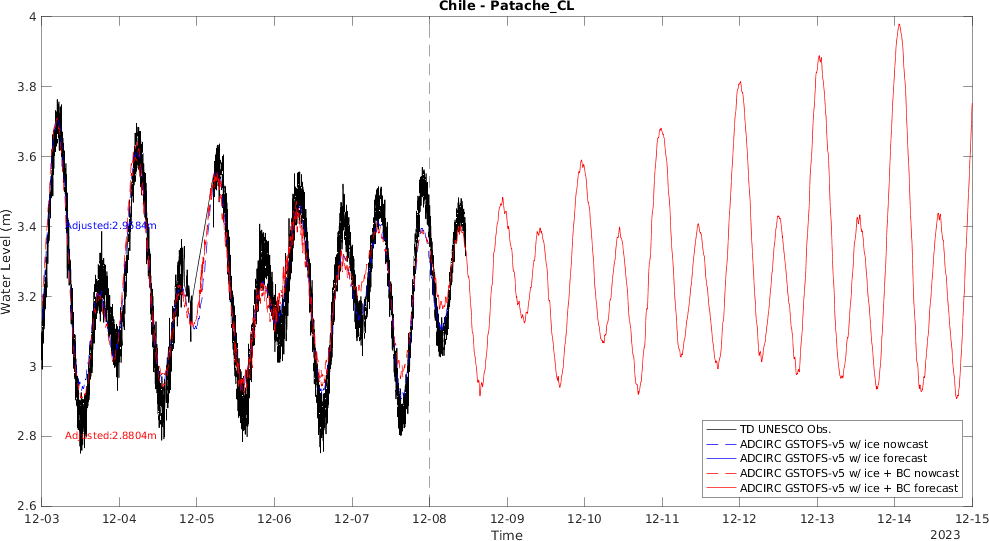 Chile - Patache_CL
4
3.8
3.6
3.4
3.2
3
2.8
2.6
Water Level (m)
Adjusted:2.9684m
Adjusted:2.8804m
TD UNESCO Obs.
ADCIRC GSTOFS-v5 w/ ice nowcast
ADCIRC GSTOFS-v5 w/ ice forecast
ADCIRC GSTOFS-v5 w/ ice + BC nowcast
ADCIRC GSTOFS-v5 w/ ice + BC forecast
12-03 12-04 12-05 12-06 12-07 12-08 12-09 12-10 12-11 12-12 12-13 12-14 12-15
Time
2023